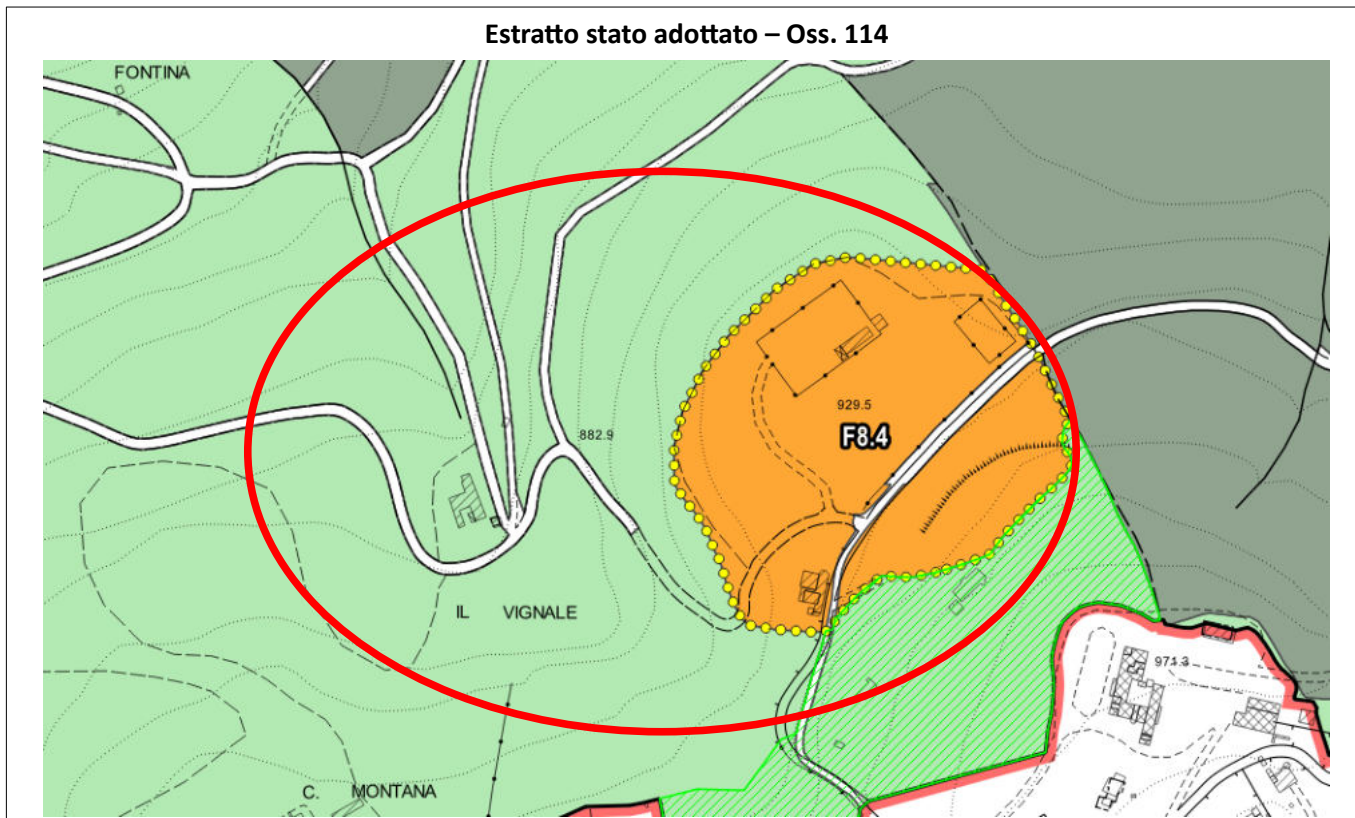 Estratto stato adottato – Oss. 114
FONTINA
929.5
882.9
F8.4
IL VIGNALE
971.3
C. MONTANA